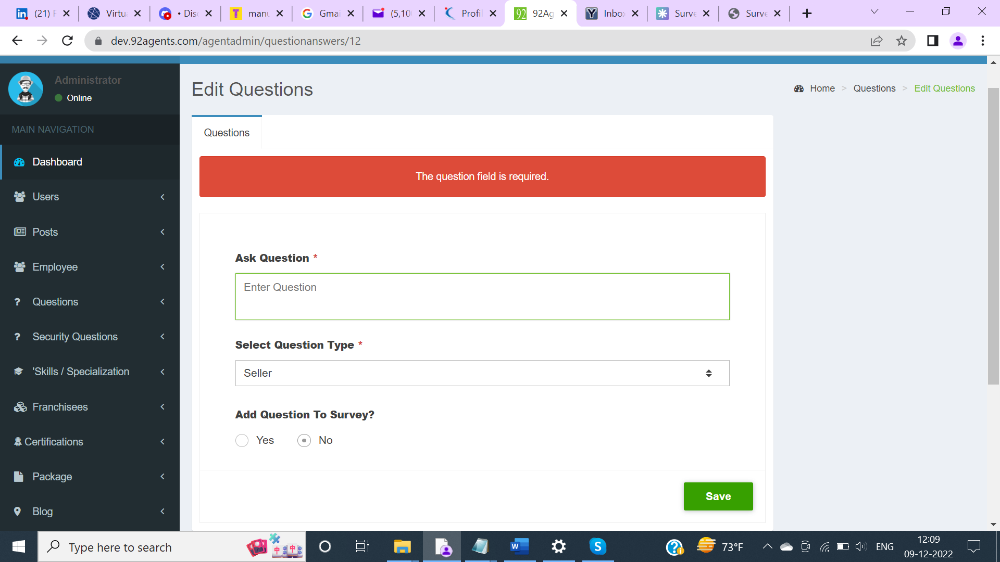 (21) F
Virtu
• Disc
T
manu
Gmai
(5,10
Profil
92
92Ag
Y
Inbo
Surve
Surve
dev.92agents.com/agentadmin/questionanswers/12
Administrator
Online
MAIN NAVIGATION
Dashboard
Users
Posts
Employee
Questions
Security Questions
'Skills / Specialization
Franchisees
Certifications
Package
Blog
Edit Questions
Home > Questions > Edit Questions
Questions
The question field is required.
Ask Question *
Enter Question
Select Question Type *
Seller
Add Question To Survey?
Yes
No
Save
Type here to search
73°F
ENG
12:09
09-12-2022